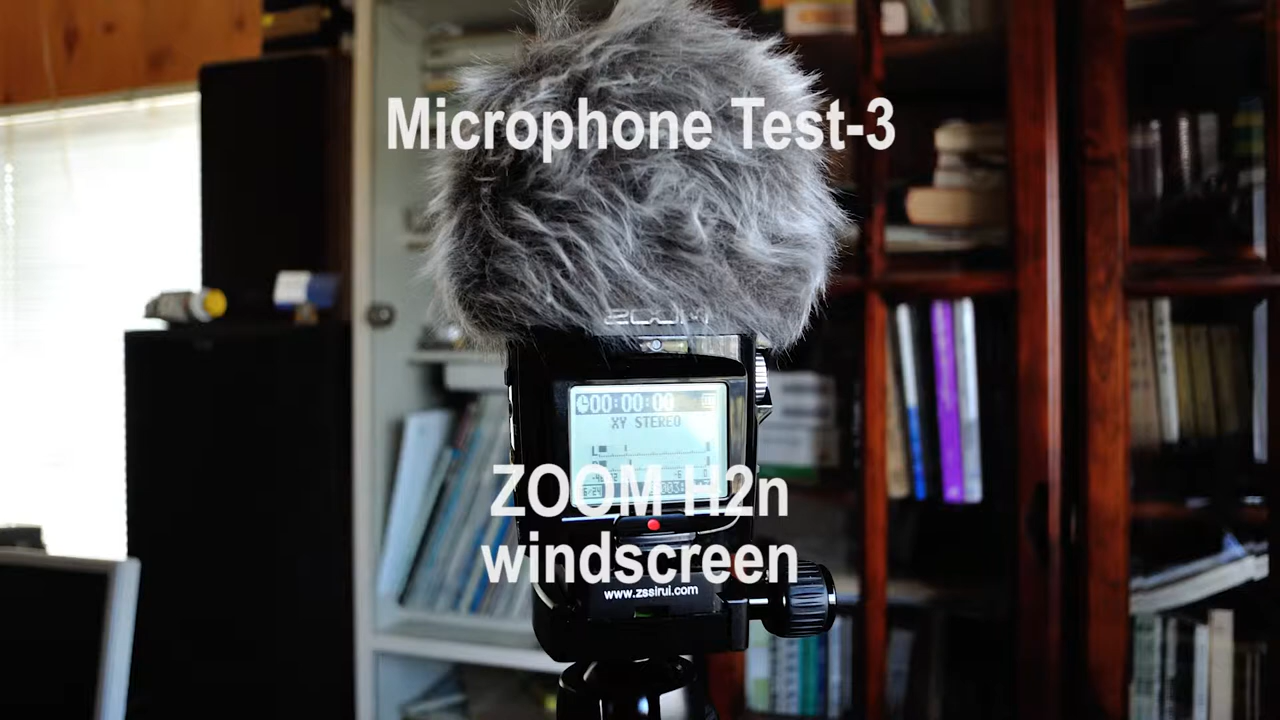 Microphone Test-3
ZOOM
00:00:00
XY STEREO
ZOOM H2n
windscreen
www.zssirui.com